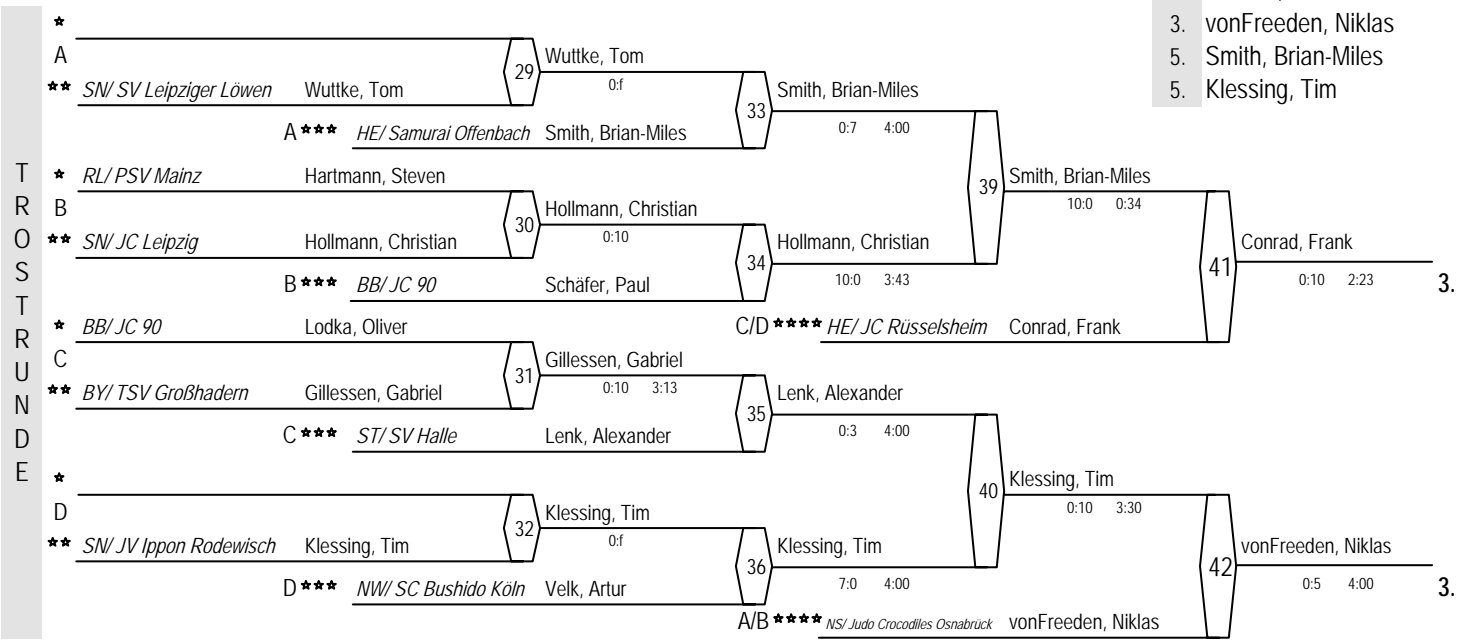 3. vonFreeden, Niklas
5. Smith, Brian-Miles
5. Klessing, Tim
TROSTRUNDE
*
A
** SN/ SV Leipziger Löwen Wuttke, Tom
29
Wuttke, Tom
0:f
A *** HE/ Samurai Offenbach Smith, Brian-Miles
33
Smith, Brian-Miles
0:7 4:00
* RL/ PSV Mainz Hartmann, Steven
B
** SN/ JC Leipzig Hollmann, Christian
30
Hollmann, Christian
0:10
B *** BB/ JC 90 Schäfer, Paul
34
Hollmann, Christian
10:0 3:43
39
Smith, Brian-Miles
10:0 0:34
C/D **** HE/ JC Rüsselsheim Conrad, Frank
41
Conrad, Frank
0:10 2:23
3.
* BB/ JC 90 Lodka, Oliver
C
** BY/ TSV Großhadern Gillessen, Gabriel
31
Gillessen, Gabriel
0:10 3:13
C *** ST/ SV Halle Lenk, Alexander
35
Lenk, Alexander
0:3 4:00
*
D
** SN/ JV Ippon Rodewisch Klessing, Tim
32
Klessing, Tim
0:f
D *** NW/ SC Bushido Köln Velk, Artur
36
Klessing, Tim
7:0 4:00
40
Klessing, Tim
0:10 3:30
A/B **** NS/ Judo Crocodiles Osnabrück vonFreeden, Niklas
42
vonFreeden, Niklas
0:5 4:00
3.